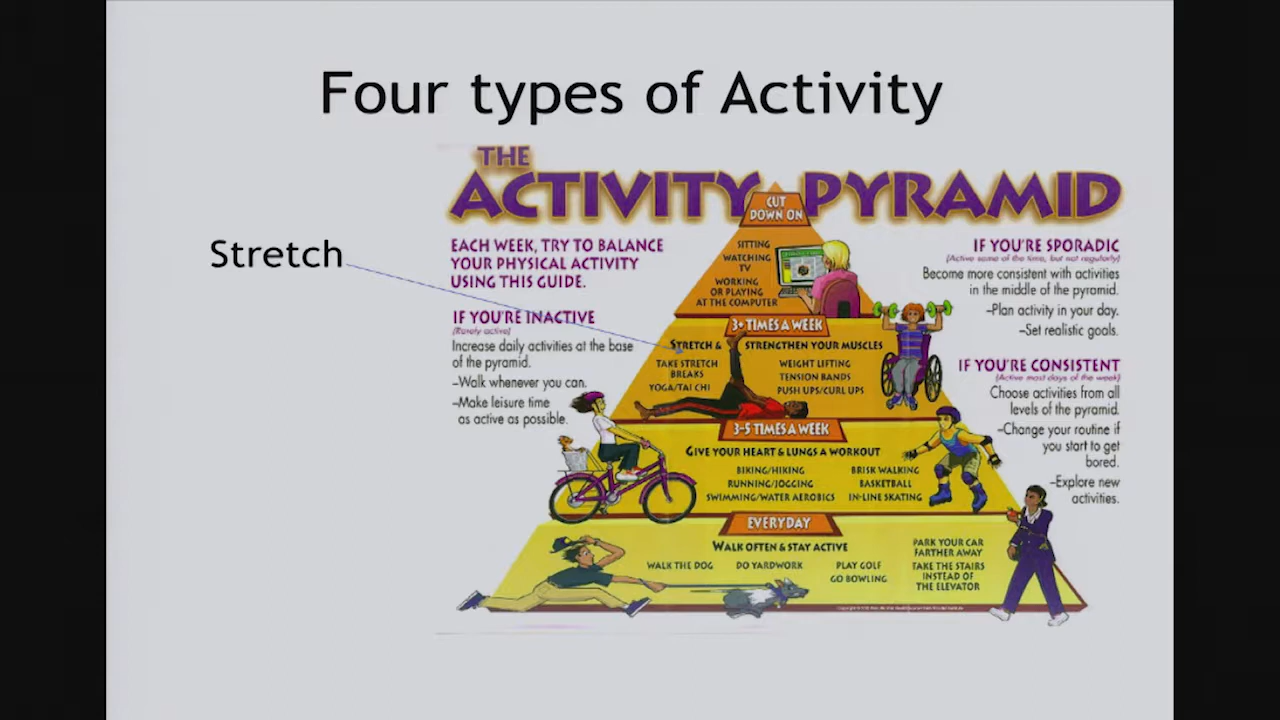 Four types of Activity
Stretch
THE
ACTIVITY PYRAMID
EACH WEEK, TRY TO BALANCE
YOUR PHYSICAL ACTIVITY
USING THIS GUIDE.
IF YOU'RE INACTIVE
(Rarely active)
Increase daily activities at the base
of the pyramid.
–Walk whenever you can.
–Make leisure time
as active as possible.
CUT
DOWN ON
SITTING
WATCHING
TV
WORKING
OR PLAYING
AT THE COMPUTER
IF YOU'RE SPORADIC
(Active some of the time, but not regularly)
Become more consistent with activities
in the middle of the pyramid.
–Plan activity in your day.
–Set realistic goals.
IF YOU'RE CONSISTENT
(Active most days of the week)
Choose activities from all
levels of the pyramid.
–Change your routine if
you start to get
bored.
–Explore new
activities.
3+ TIMES A WEEK
STRETCH & STRENGTHEN YOUR MUSCLES
TAKE STRETCH
BREAKS
YOGA/TAI CHI
WEIGHT LIFTING
TENSION BANDS
PUSH UPS/CURL UPS
3-5 TIMES A WEEK
GIVE YOUR HEART & LUNGS A WORKOUT
BIKING/HIKING
RUNNING/JOGGING
SWIMMING/WATER AEROBICS
BRISK WALKING
BASKETBALL
IN-LINE SKATING
EVERYDAY
WALK OFTEN & STAY ACTIVE
WALK THE DOG
DO YARDWORK
PLAY GOLF
GO BOWLING
PARK YOUR CAR
FARTHER AWAY
TAKE THE STAIRS
INSTEAD OF
THE ELEVATOR